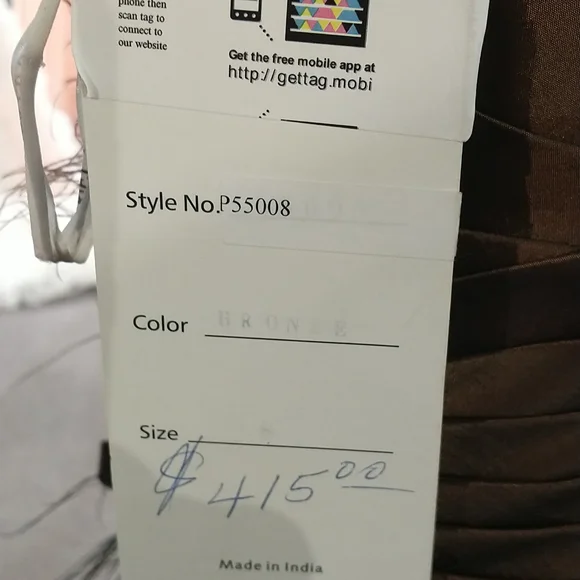 phone then
scan tag to
connect to
our website
Get the free mobile app at
http://gettag.mobi
Style No.P55008
Color BRONZE
Size
$415.00
Made in India